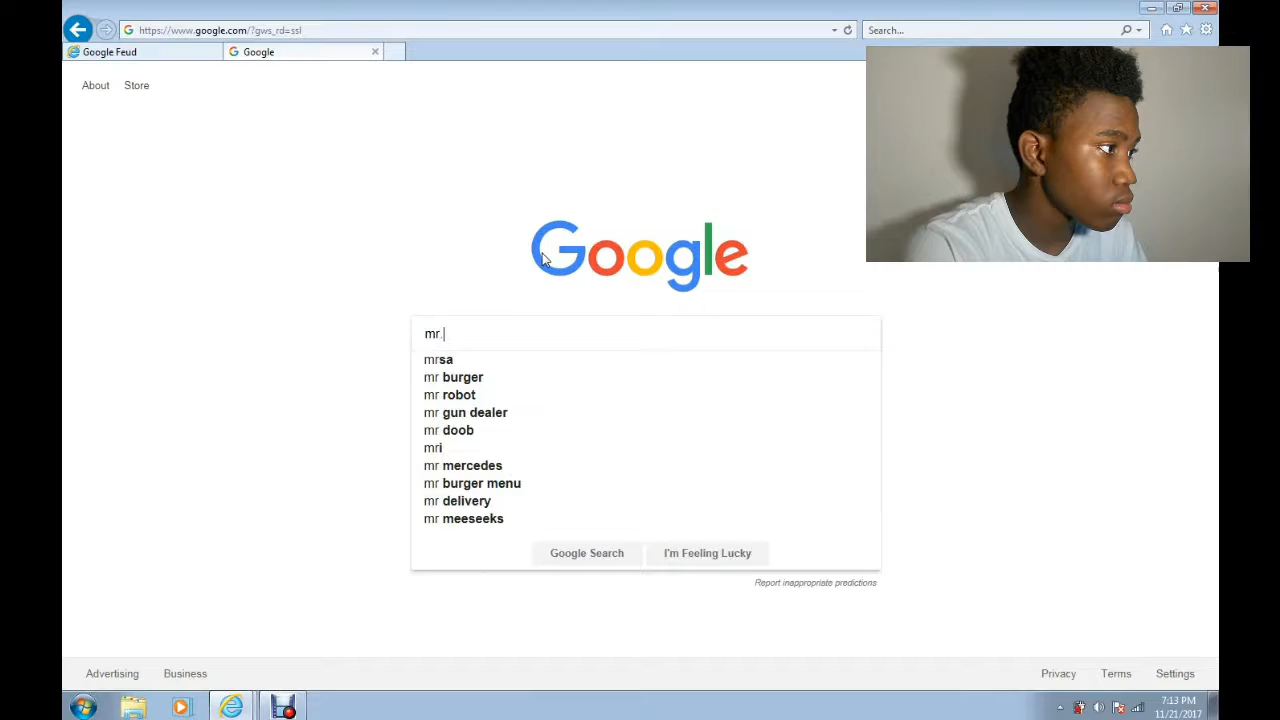 https://www.google.com/?gws_rd=ssl
Search...
Google Feud
Google
About
Store
Google
mr.
mrsa
mr burger
mr robot
mr gun dealer
mr doob
mri
mr mercedes
mr burger menu
mr delivery
mr meeseeks
Google Search
I'm Feeling Lucky
Report inappropriate predictions
Advertising
Business
Privacy
Terms
Settings
7:13 PM
11/21/2017